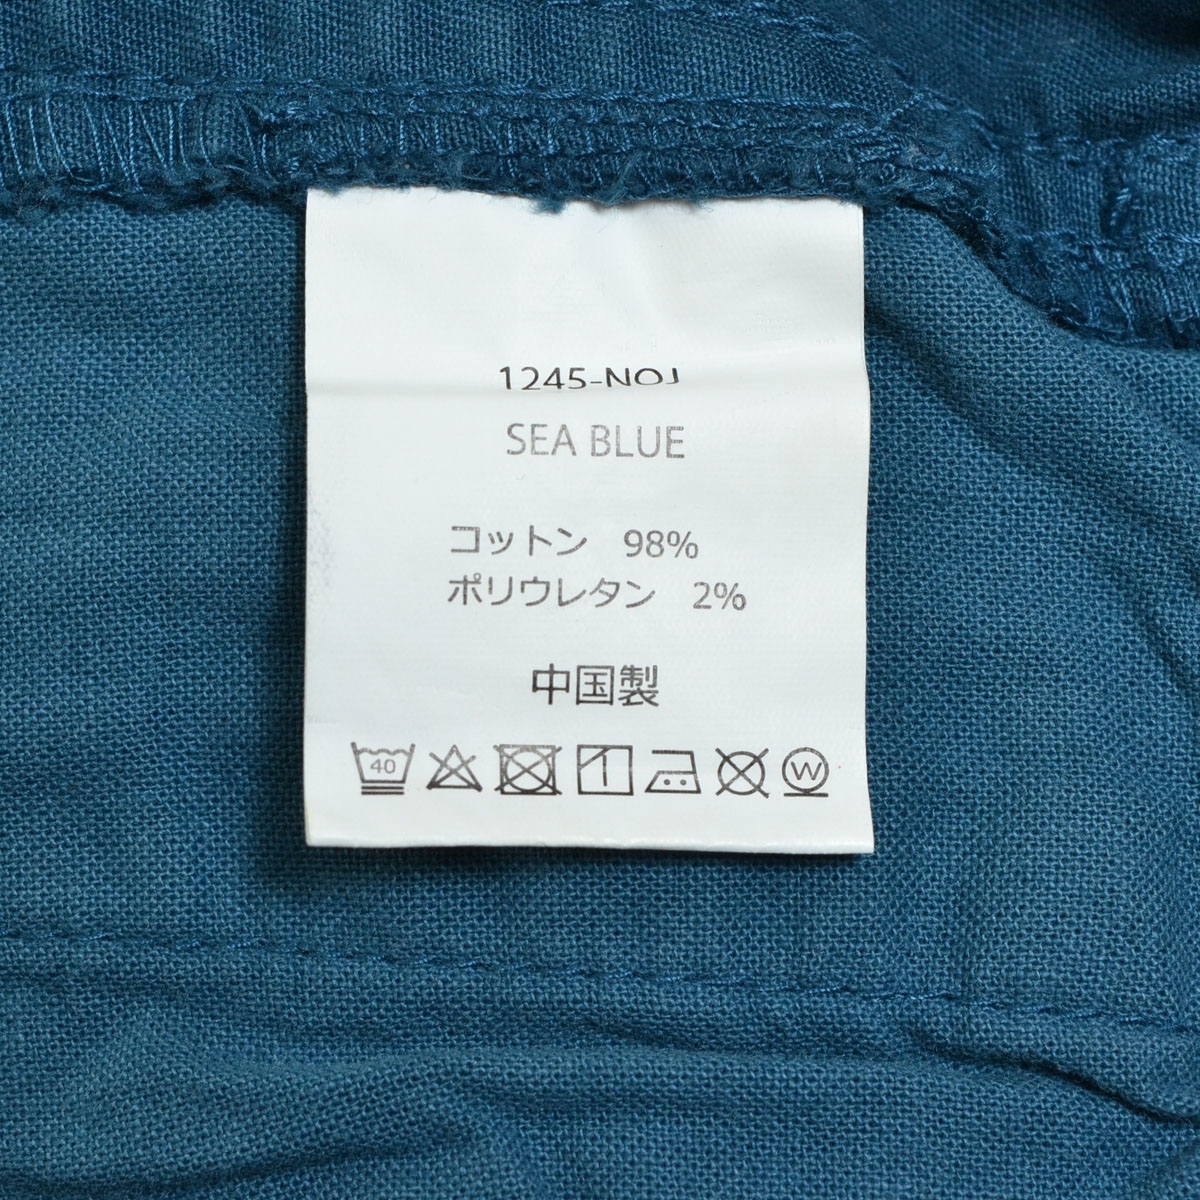 1245-NOJ
SEA BLUE
コットン 98%
ポリウレタン 2%
中国製
40 W